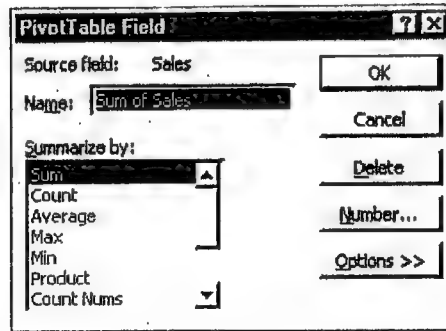 PivotTable Field ? X
Source field: Sales
OK
Name: Sum of Sales
Cancel
Summarize by:
Delete
Sum
Count
Number...
Average
Max
Min
Options >>
Product
Count Nums